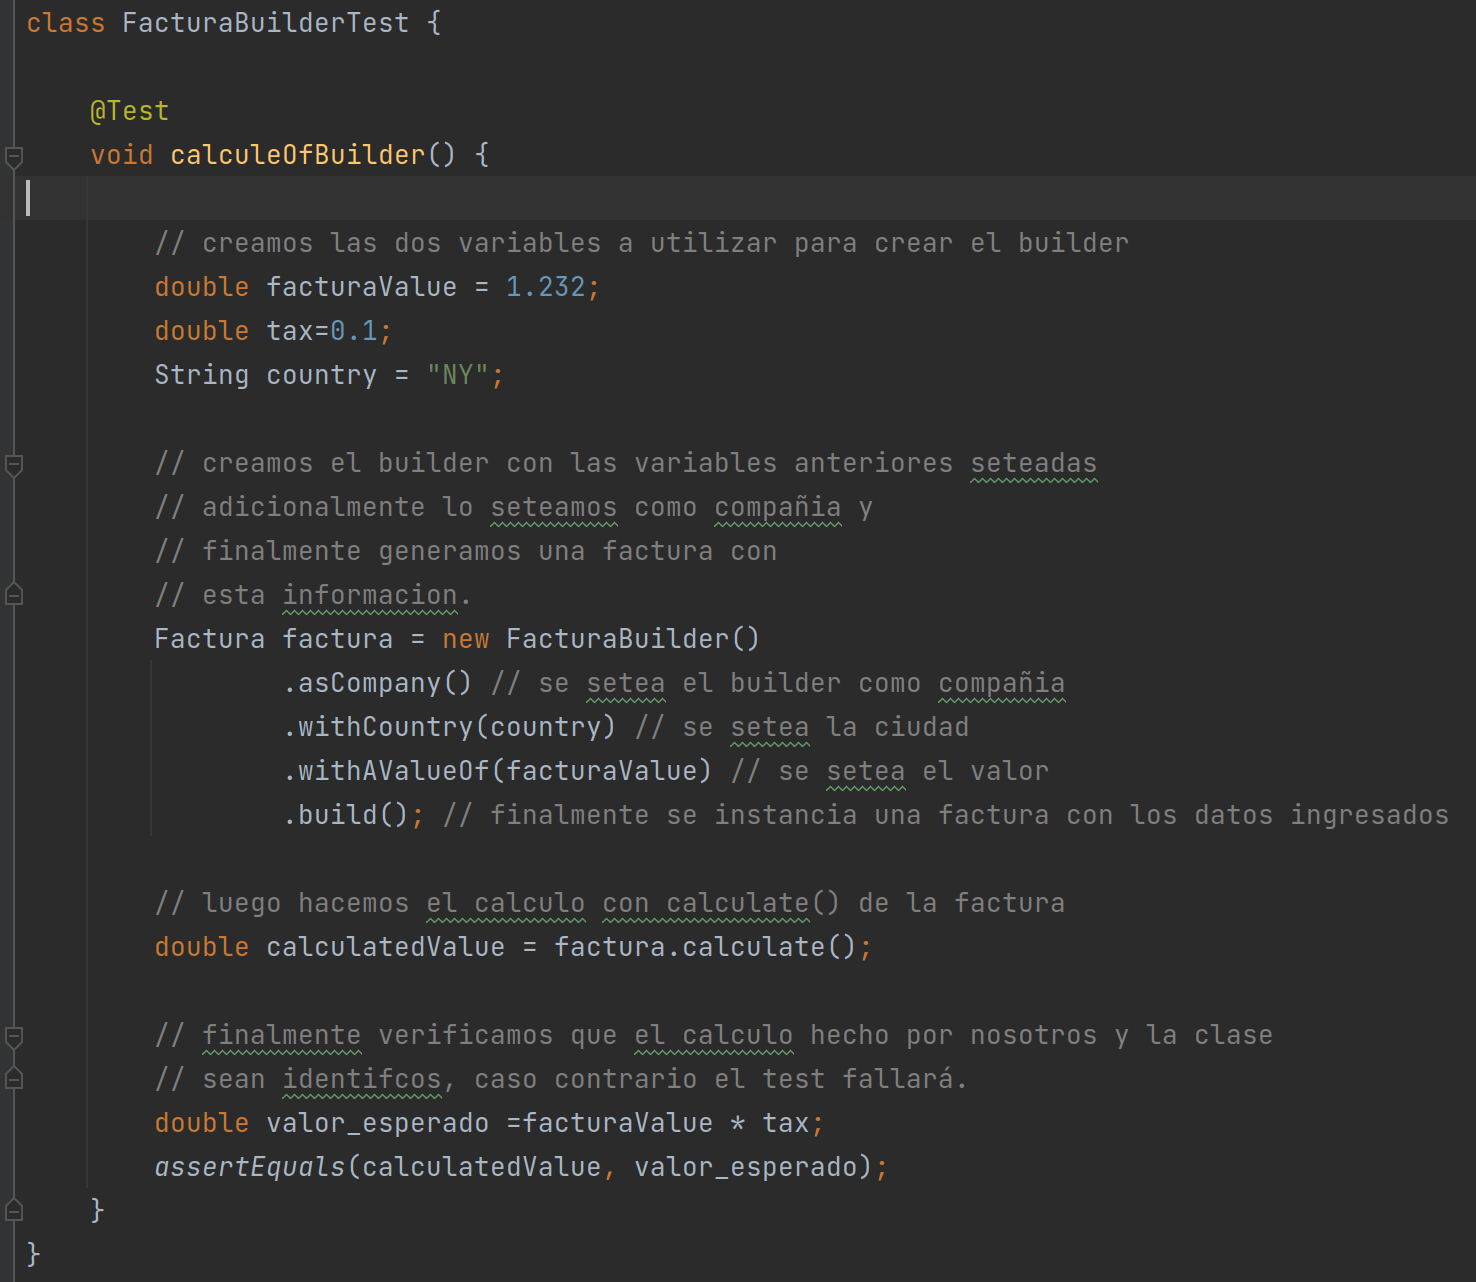 class FacturaBuilderTest {
@Test
void calculeOfBuilder() {
// creamos las dos variables a utilizar para crear el builder
double facturaValue = 1.232;
double tax=0.1;
String country = "NY";
// creamos el builder con las variables anteriores seteadas
// adicionalmente lo seteamos como compañia y
// finalmente generamos una factura con
// esta informacion.
Factura factura = new FacturaBuilder()
.asCompany() // se setea el builder como compañia
.withCountry(country) // se setea la ciudad
.withAValueOf(facturaValue) // se setea el valor
.build(); // finalmente se instancia una factura con los datos ingresados
// luego hacemos el calculo con calculate() de la factura
double calculatedValue = factura.calculate();
// finalmente verificamos que el calculo hecho por nosotros y la clase
// sean identifcos, caso contrario el test fallará.
double valor_esperado =facturaValue * tax;
assertEquals(calculatedValue, valor_esperado);
}
}